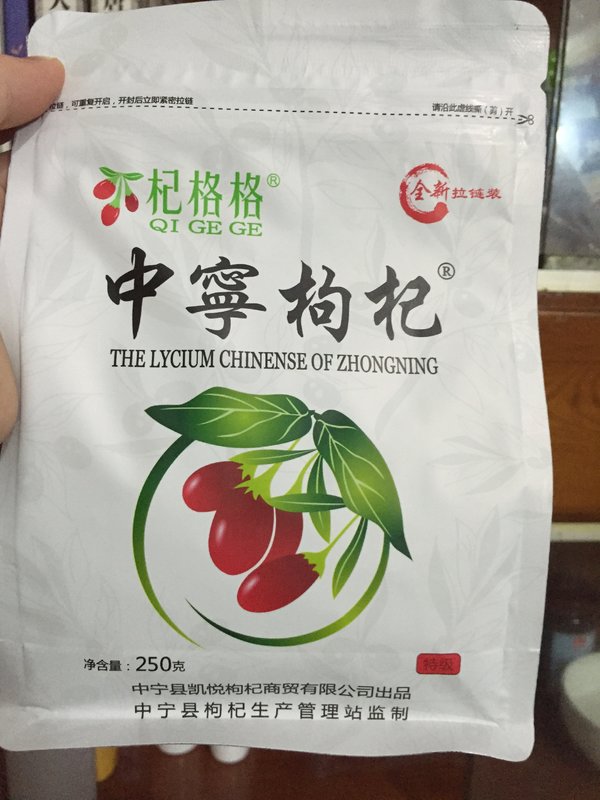 拉链，可重复开启，开封后立即紧密拉链
请沿此虚线撕（剪）开
杞格格®
QI GE GE
全新拉链装
中寧枸杞®
THE LYCIUM CHINENSE OF ZHONGNING
净含量：250克
特级
中宁县凯悦枸杞商贸有限公司出品
中宁县枸杞生产管理站监制